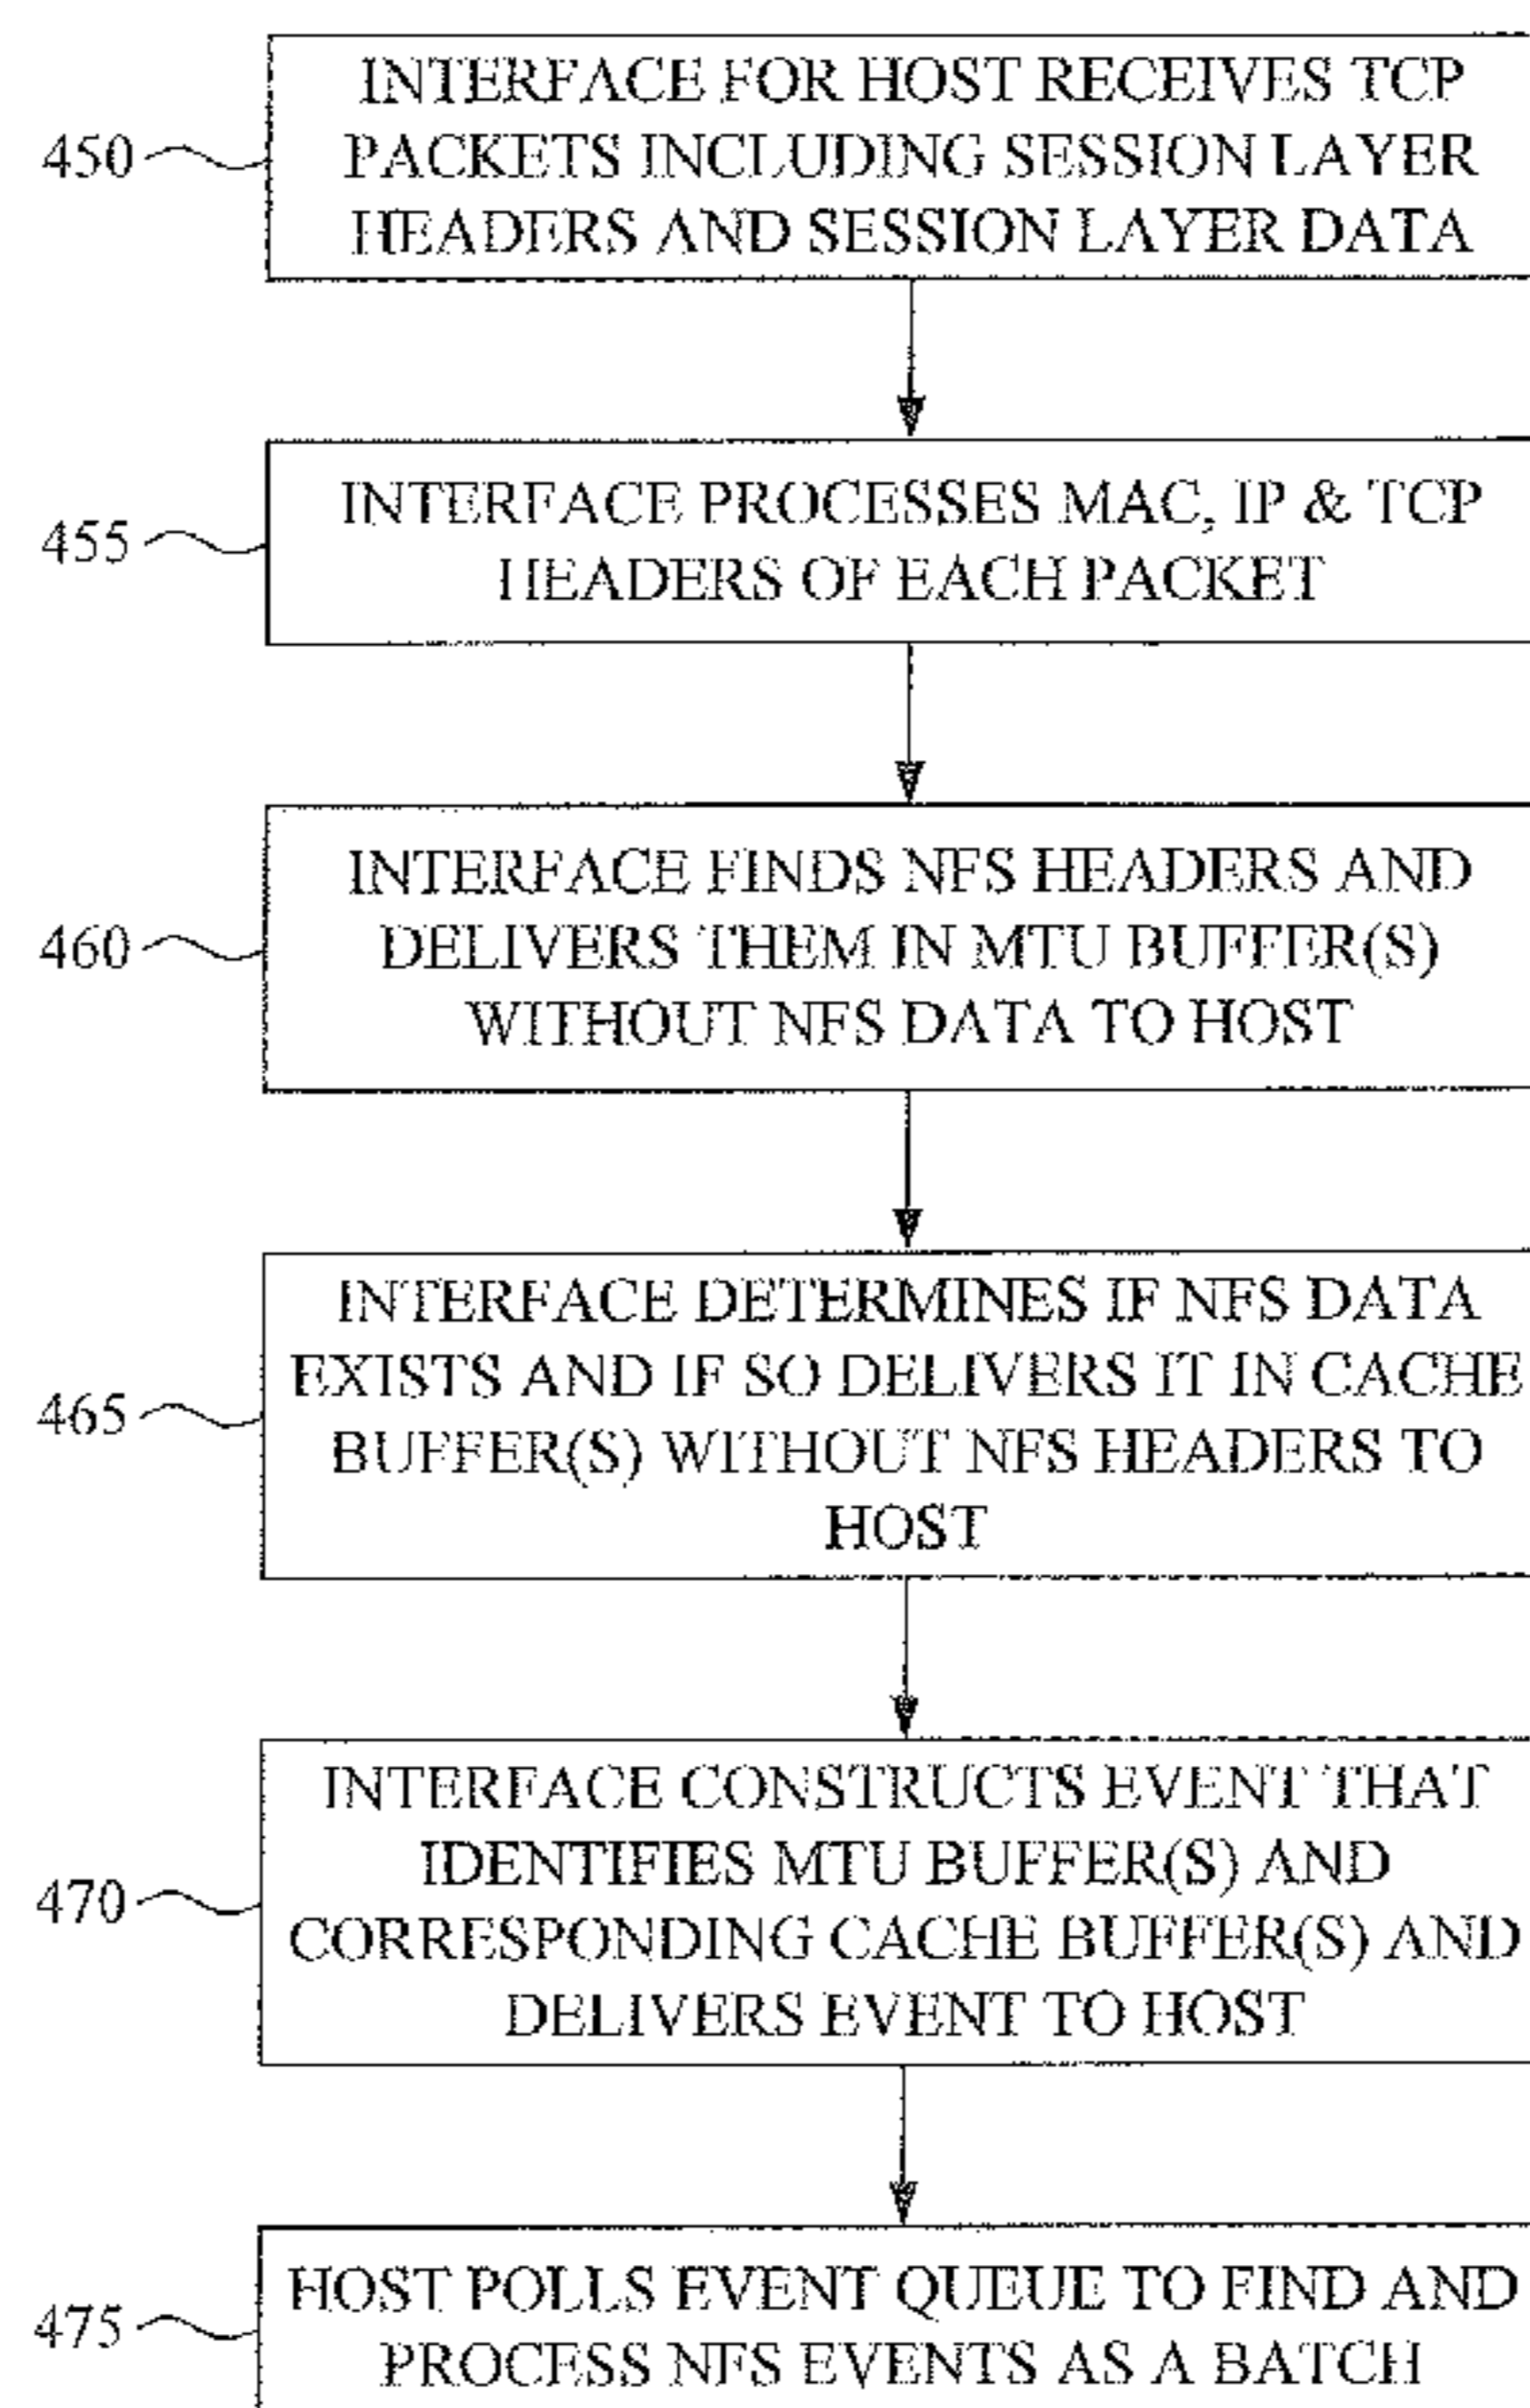 450
INTERFACE FOR HOST RECEIVES TCP
PACKETS INCLUDING SESSION LAYER
HEADERS AND SESSION LAYER DATA
455
INTERFACE PROCESSES MAC, IP & TCP
HEADERS OF EACH PACKET
460
INTERFACE FINDS NFS HEADERS AND
DELIVERS THEM IN MTU BUFFER(S)
WITHOUT NFS DATA TO HOST
465
INTERFACE DETERMINES IF NFS DATA
EXISTS AND IF SO DELIVERS IT IN CACHE
BUFFER(S) WITHOUT NFS HEADERS TO
HOST
470
INTERFACE CONSTRUCTS EVENT THAT
IDENTIFIES MTU BUFFER(S) AND
CORRESPONDING CACHE BUFFER(S) AND
DELIVERS EVENT TO HOST
475
HOST POLLS EVENT QUEUE TO FIND AND
PROCESS NFS EVENTS AS A BATCH